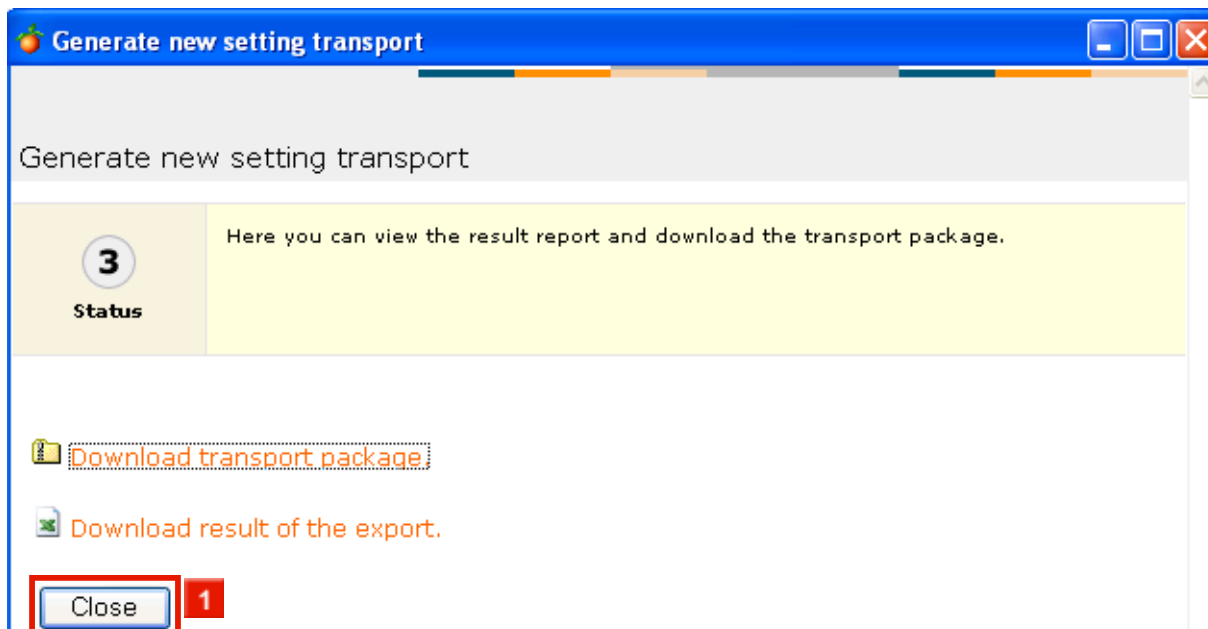 Generate new setting transport
Generate new setting transport
Here you can view the result report and download the transport package.
3
Status
Download transport package.
Download result of the export.
Close
1